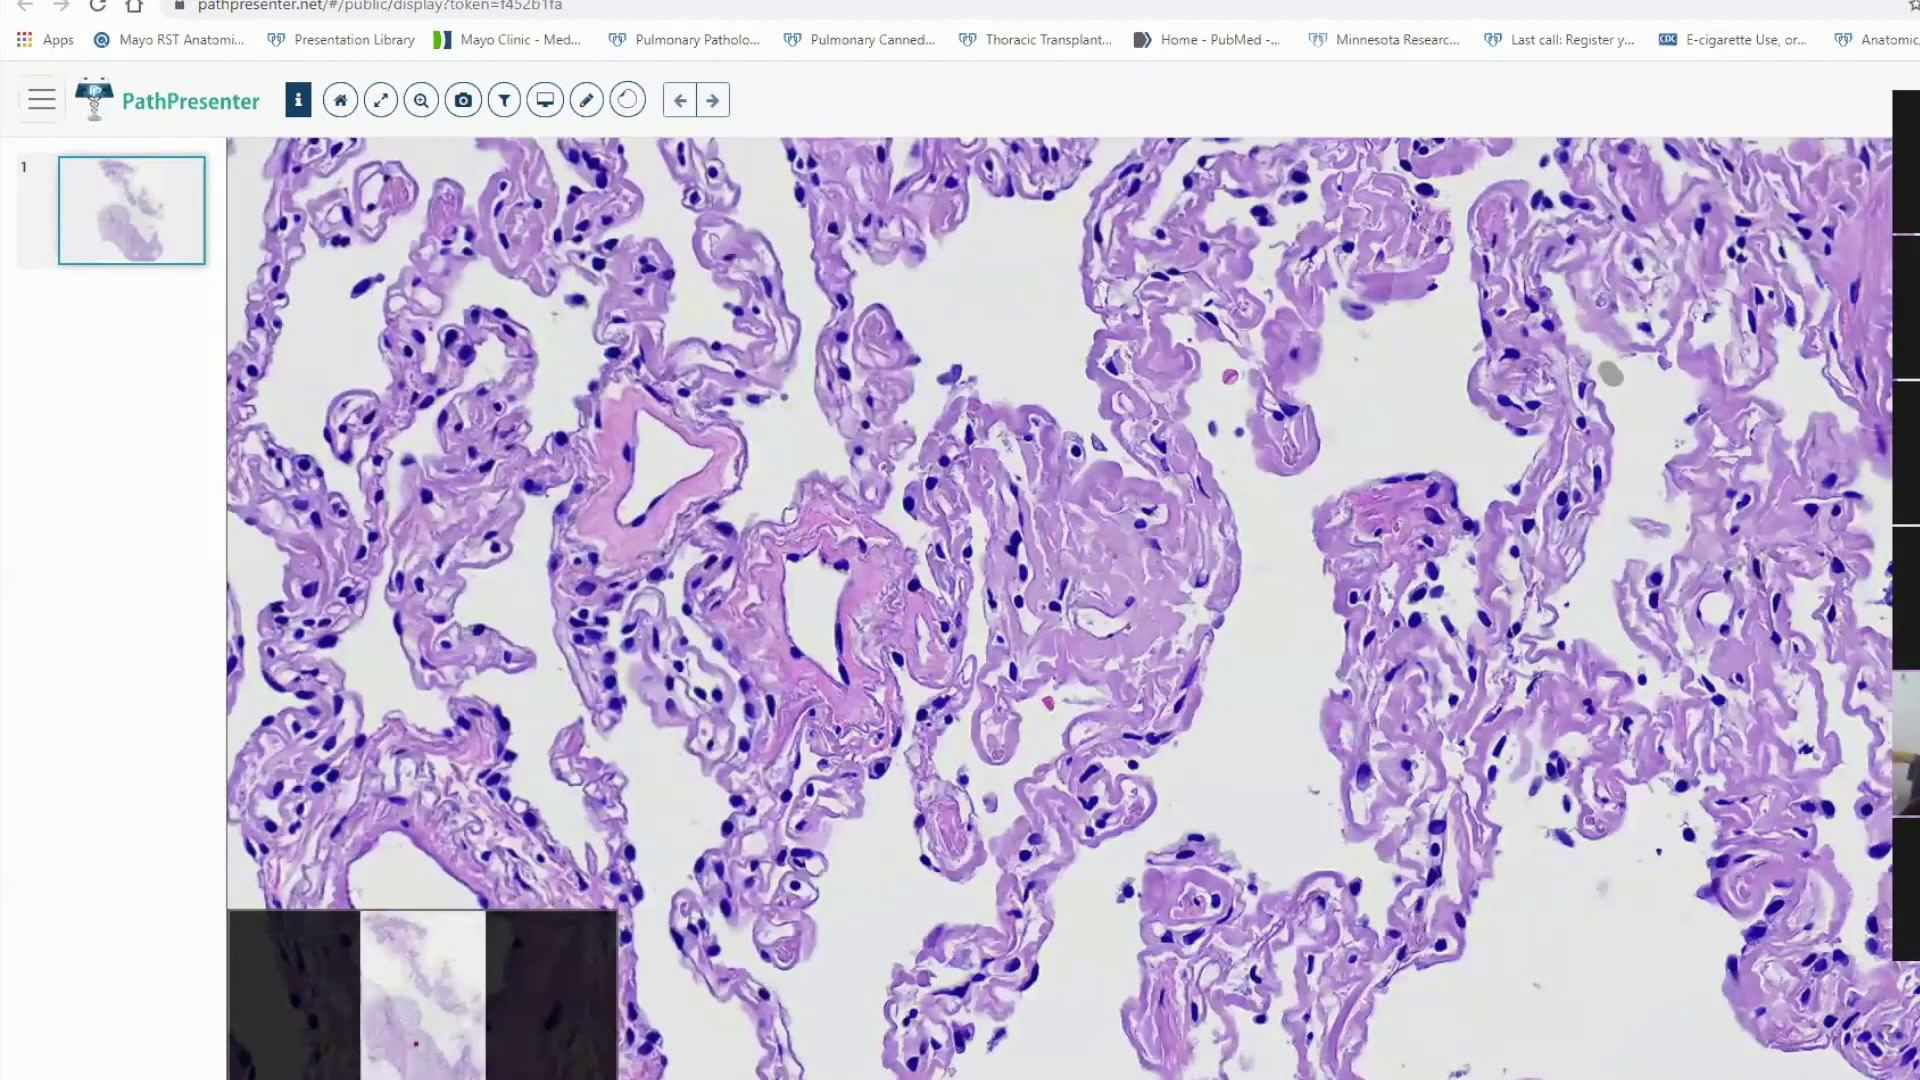 pathpresenter.net/#/public/display?token=f452b1fa
Apps Mayo RST Anatomi... Presentation Library Mayo Clinic - Med... Pulmonary Patholo... Pulmonary Canned... Thoracic Transplant... Home - PubMed -... Minnesota Researc... Last call: Register y... CDC E-cigarette Use, or... Anatomic
PathPresenter
1